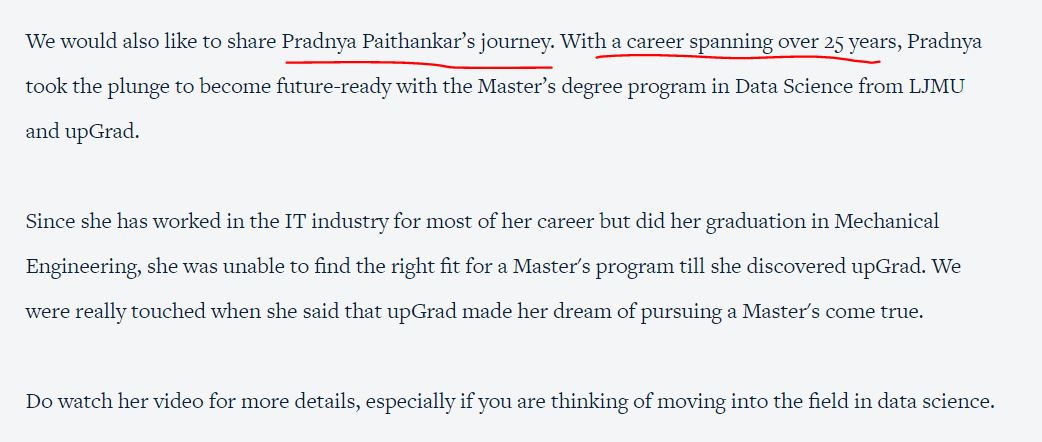 We would also like to share Pradnya Paithankar’s journey. With a career spanning over 25 years, Pradnya
took the plunge to become future-ready with the Master’s degree program in Data Science from LJMU
and upGrad.
Since she has worked in the IT industry for most of her career but did her graduation in Mechanical
Engineering, she was unable to find the right fit for a Master's program till she discovered upGrad. We
were really touched when she said that upGrad made her dream of pursuing a Master's come true.
Do watch her video for more details, especially if you are thinking of moving into the field in data science.